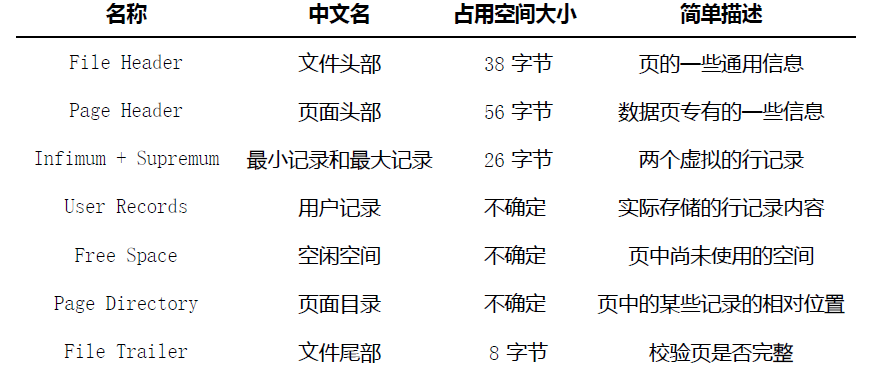 名称 中文名 占用空间大小 简单描述
File Header 文件头部 38 字节 页的一些通用信息
Page Header 页面头部 56 字节 数据页专有的一些信息
Infimum + Supremum 最小记录和最大记录 26 字节 两个虚拟的行记录
User Records 用户记录 不确定 实际存储的行记录内容
Free Space 空闲空间 不确定 页中尚未使用的空间
Page Directory 页面目录 不确定 页中的某些记录的相对位置
File Trailer 文件尾部 8 字节 校验页是否完整